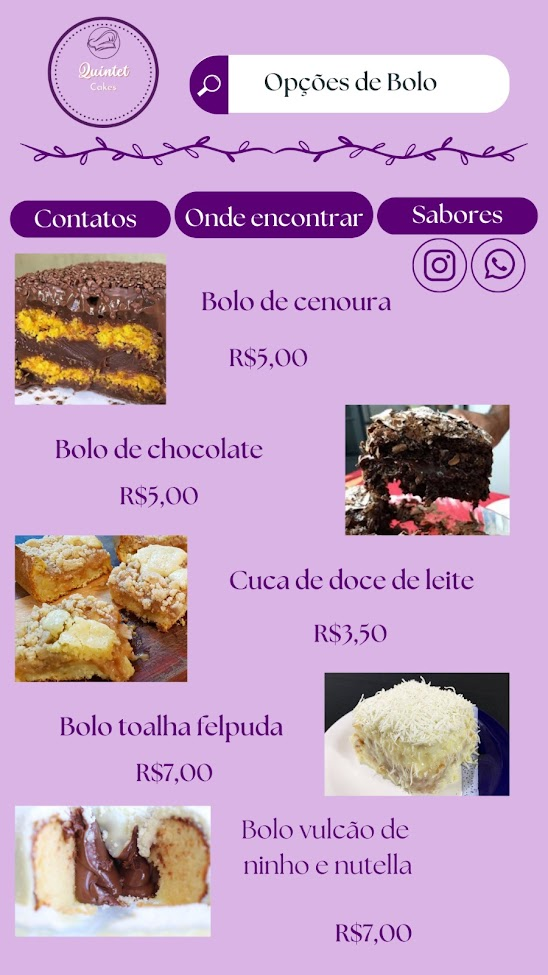 Quintet
Cakes
Opções de Bolo
Contatos
Onde encontrar
Sabores
Bolo de cenoura
R$5,00
Bolo de chocolate
R$5,00
Cuca de doce de leite
R$3,50
Bolo toalha felpuda
R$7,00
Bolo vulcão de
ninho e nutella
R$7,00